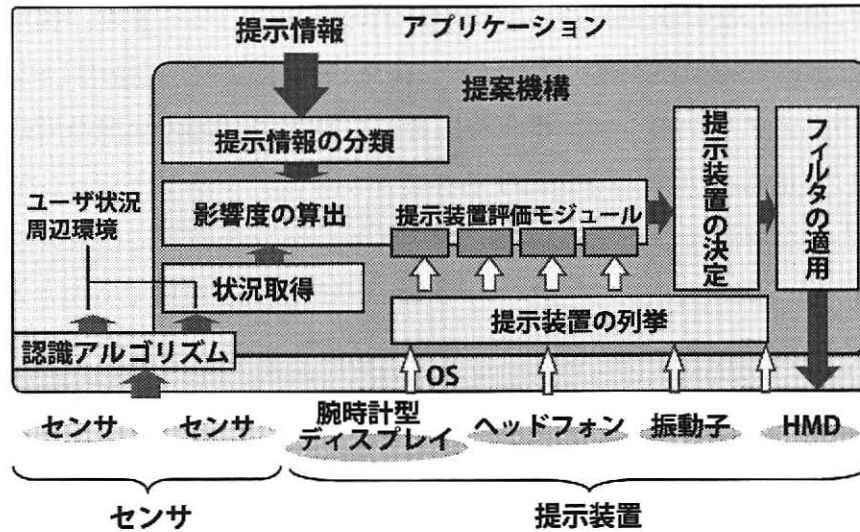 提示情報
アプリケーション
提案機構
提示情報の分類
ユーザ状況
周辺環境
影響度の算出
提示装置評価モジュール
提示装置の決定
フィルタの適用
状況取得
提示装置の列挙
認識アルゴリズム
OS
センサ
センサ
腕時計型
ディスプレイ
ヘッドフォン
振動子
HMD
センサ
提示装置